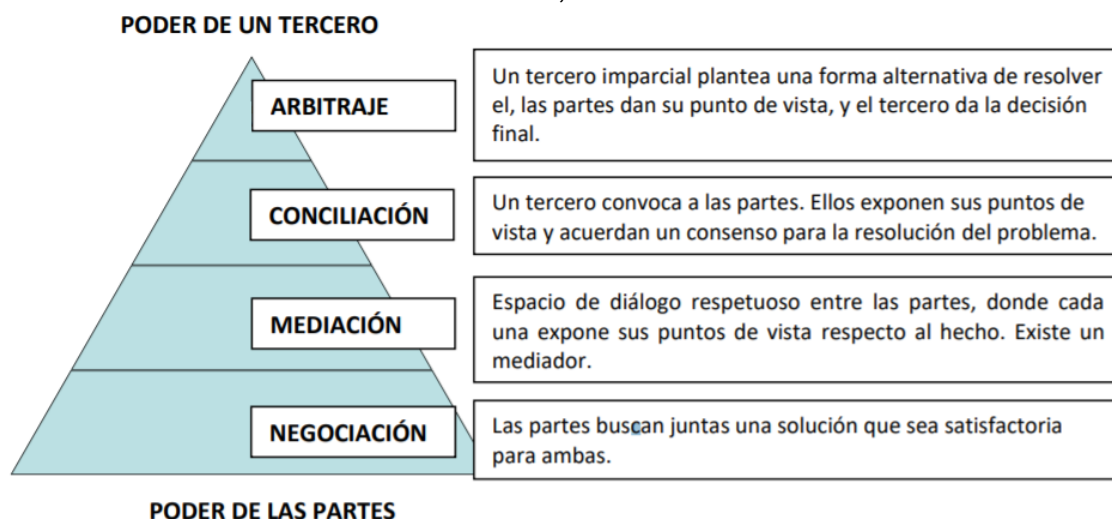 PODER DE UN TERCERO
ARBITRAJE
Un tercero imparcial plantea una forma alternativa de resolver
el, las partes dan su punto de vista, y el tercero da la decisión
final.
CONCILIACIÓN
Un tercero convoca a las partes. Ellos exponen sus puntos de
vista y acuerdan un consenso para la resolución del problema.
MEDIACIÓN
Espacio de diálogo respetuoso entre las partes, donde cada
una expone sus puntos de vista respecto al hecho. Existe un
mediador.
NEGOCIACIÓN
Las partes buscan juntas una solución que sea satisfactoria
para ambas.
PODER DE LAS PARTES